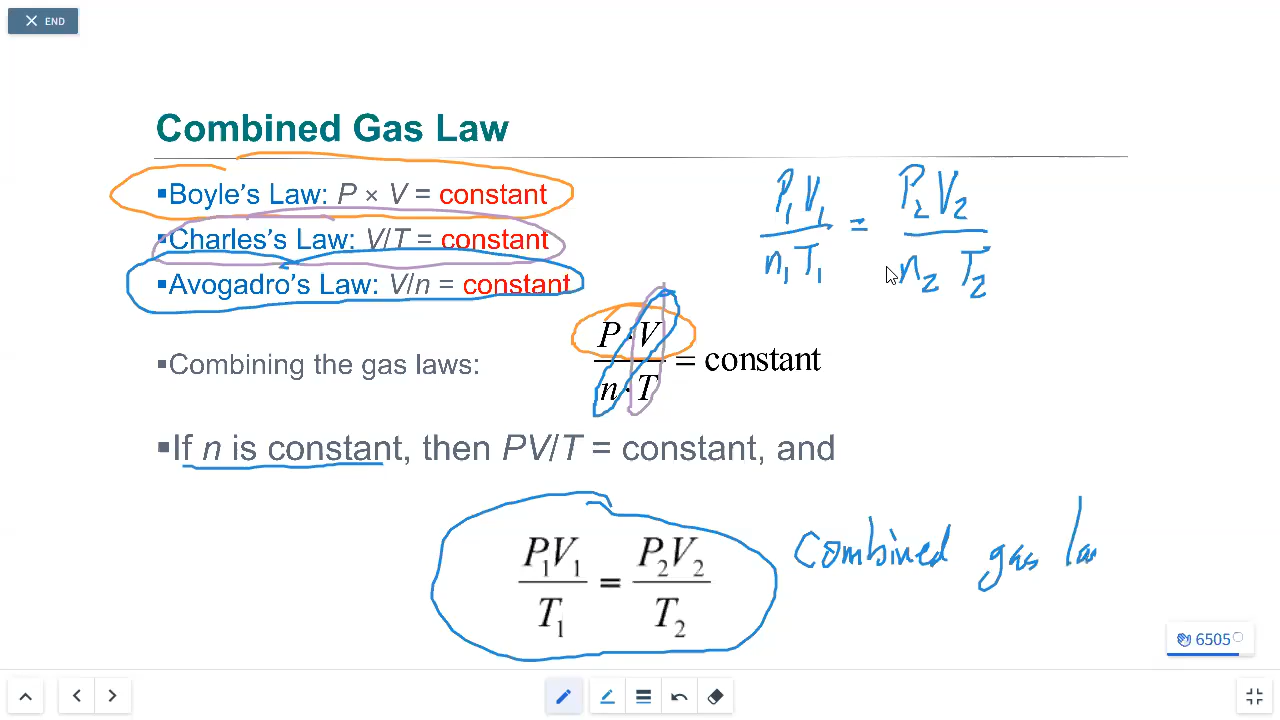 END
Combined Gas Law
▪Boyle's Law: P × V = constant
▪Charles's Law: V/T = constant
▪Avogadro's Law: V/n = constant
P₁V₁ / n₁T₁ = P₂V₂ / n₂T₂
▪Combining the gas laws:
P·V / n·T = constant
▪If n is constant, then PV/T = constant, and
P₁V₁ / T₁ = P₂V₂ / T₂
Combined gas la
6505